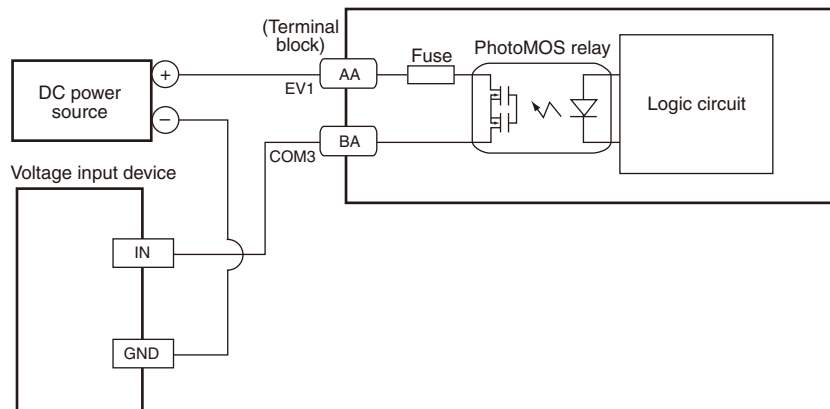 (Terminal
block)
Fuse
PhotoMOS relay
DC power
source
+
−
EV1
AA
Logic circuit
COM3
BA
Voltage input device
IN
GND